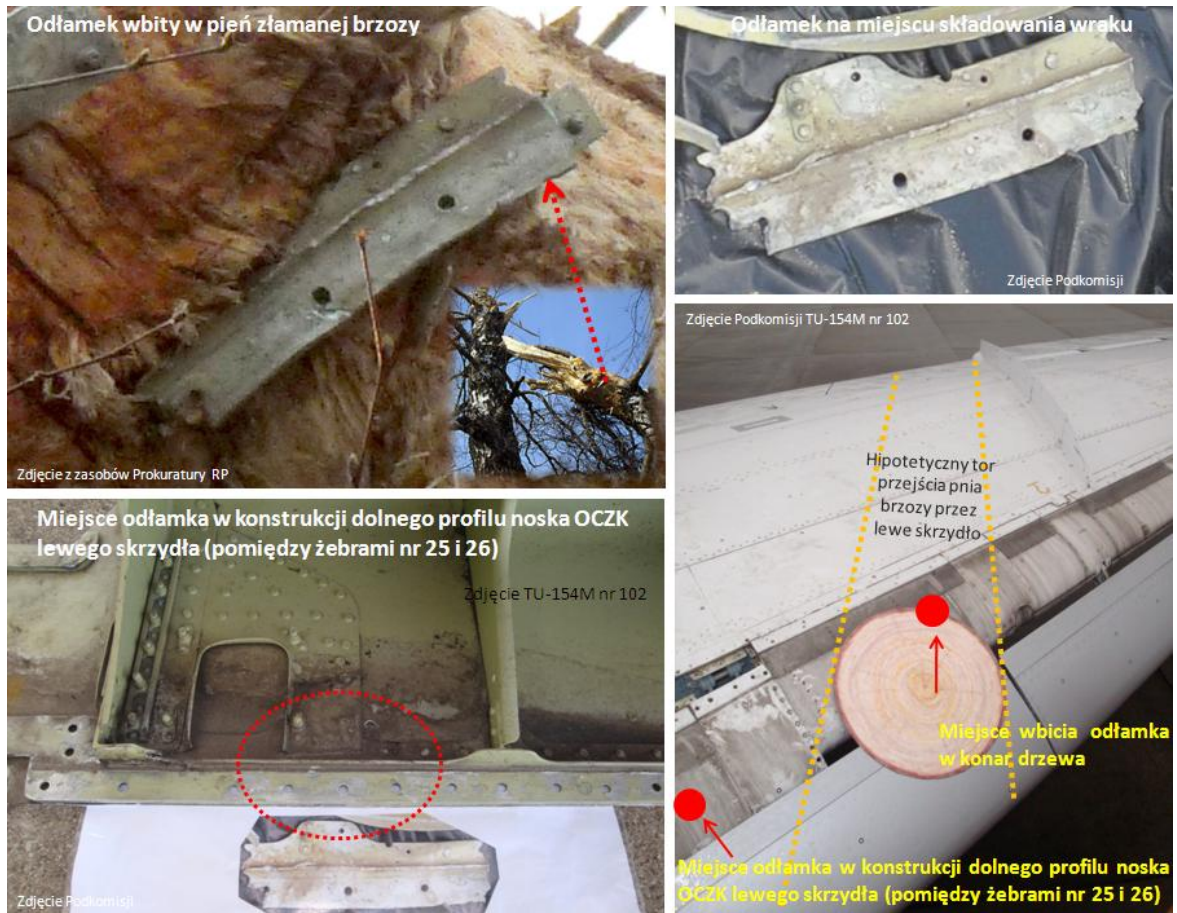 Odłamek wbity w pień złamanej brzozy
Zdjęcie z zasobów Prokuratury RP
Odłamek na miejscu składowania wraku
Zdjęcie Podkomisji
Miejsce odłamka w konstrukcji dolnego profilu noska OCZK
lewego skrzydła (pomiędzy żebrami nr 25 i 26)
Zdjęcie TU-154M nr 102
Zdjęcie Podkomisji
Zdjęcie Podkomisji TU-154M nr 102
Hipotetyczny tor
przejścia pnia
brzozy przez
lewe skrzydło
Miejsce wbicia odłamka
w konar drzewa
Miejsce odłamka w konstrukcji dolnego profilu noska
OCZK lewego skrzydła (pomiędzy żebrami nr 25 i 26)